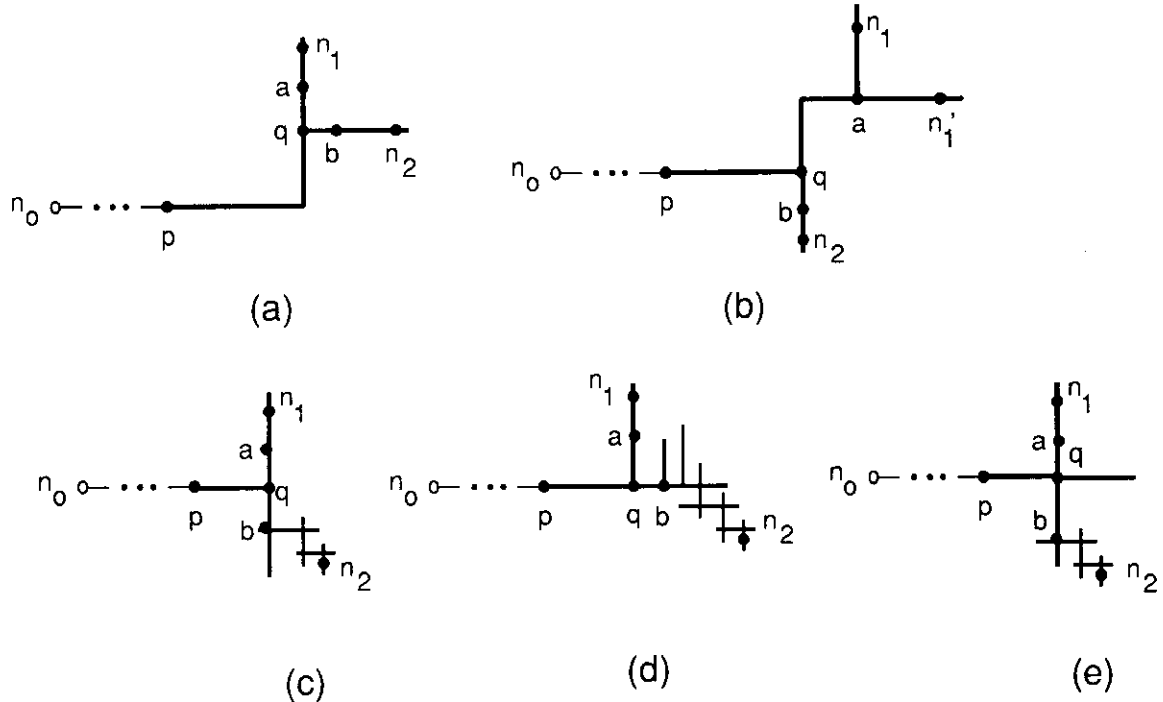 n₁
a
q
b
n₂
n₀
...
p
(a)
n₁
a
n₁'
n₀
...
p
q
b
n₂
(b)
n₁
a
n₀
...
p
q
b
n₂
(c)
n₁
a
n₀
...
p
q
b
n₂
(d)
n₁
a
q
n₀
...
p
b
n₂
(e)